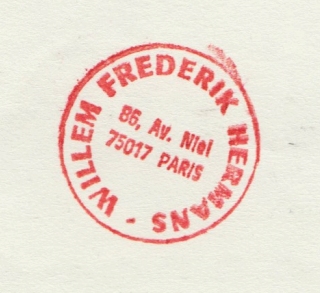 WILLEM FREDERIK HERMANS -
86, Av. Niel
75017 PARIS